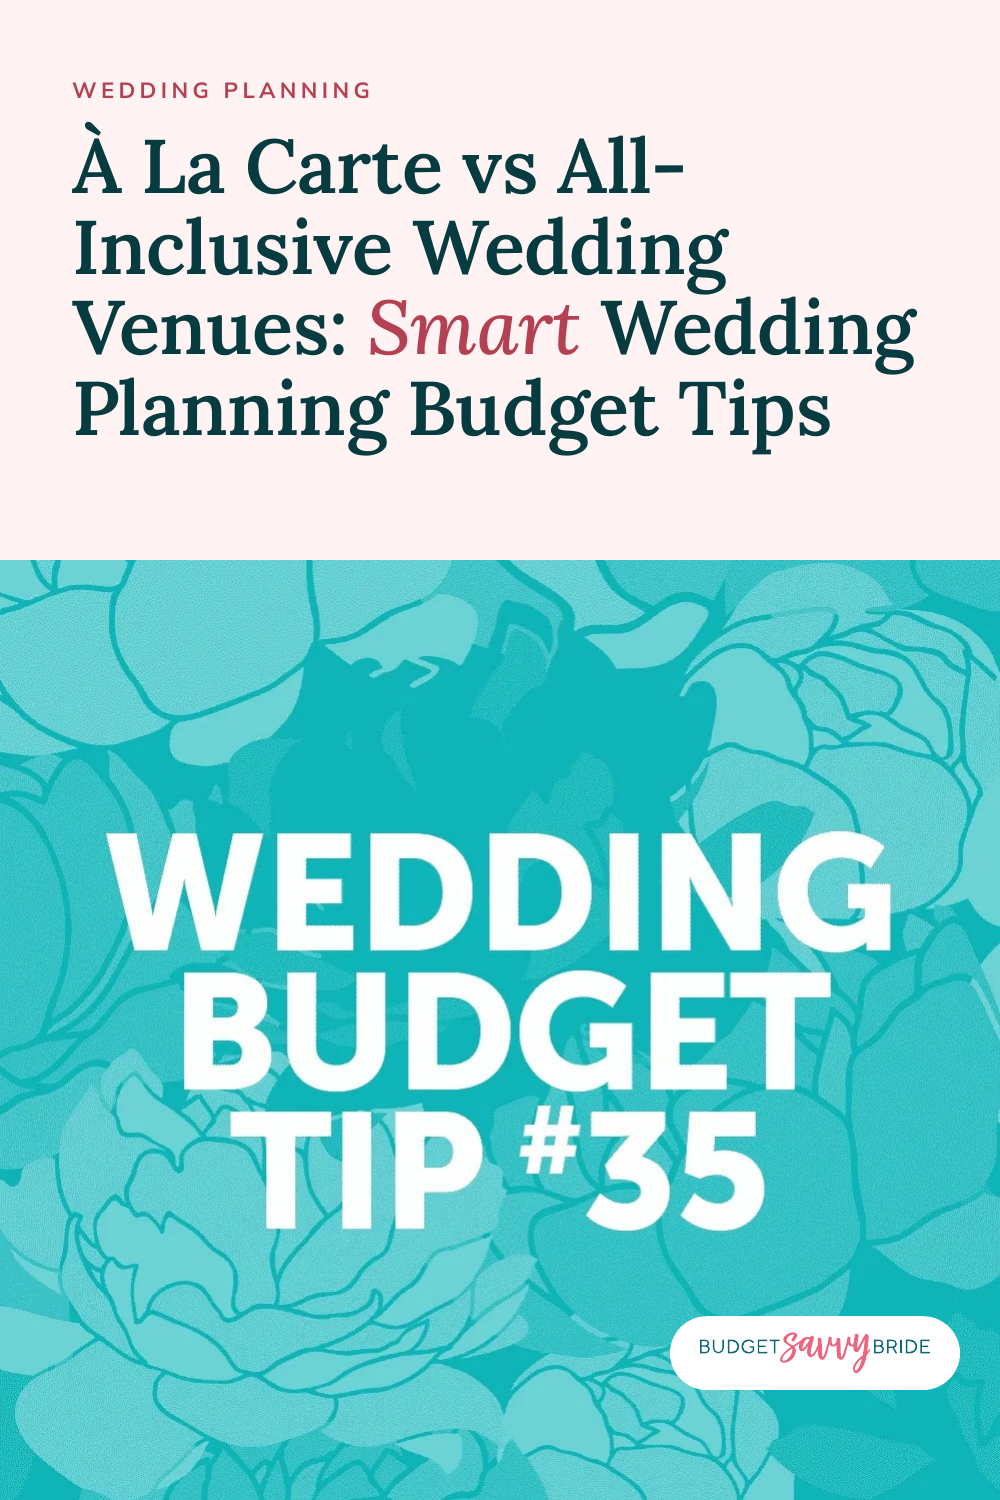 WEDDING PLANNING
À La Carte vs All-
Inclusive Wedding
Venues: Smart Wedding
Planning Budget Tips
WEDDING
BUDGET
TIP #35
BUDGET savvy BRIDE